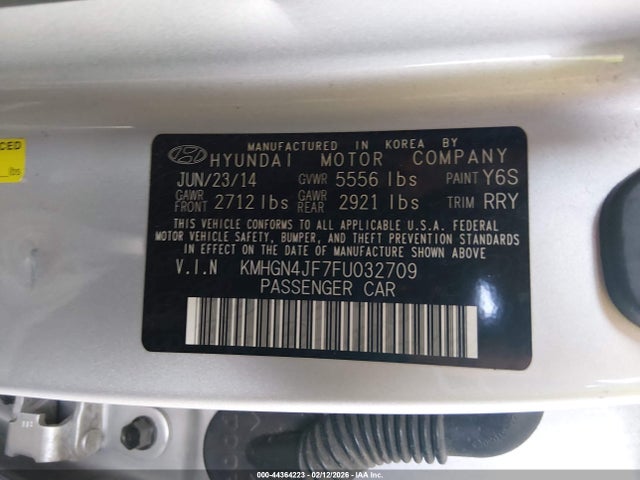 CED
lbs
MANUFACTURED IN KOREA BY
HYUNDAI MOTOR COMPANY
JUN/23/14 GVWR 5556 lbs PAINT Y6S
GAWR FRONT 2712 lbs GAWR REAR 2921 lbs TRIM RRY
THIS VEHICLE CONFORMS TO ALL APPLICABLE U.S.A. FEDERAL
MOTOR VEHICLE SAFETY, BUMPER, AND THEFT PREVENTION
STANDARDS IN EFFECT ON THE DATE OF MANUFACTURE SHOWN ABOVE
V.I.N KMHGN4JF7FU032709
PASSENGER CAR
000-44364223 - 02/12/2026 - IAA Inc.